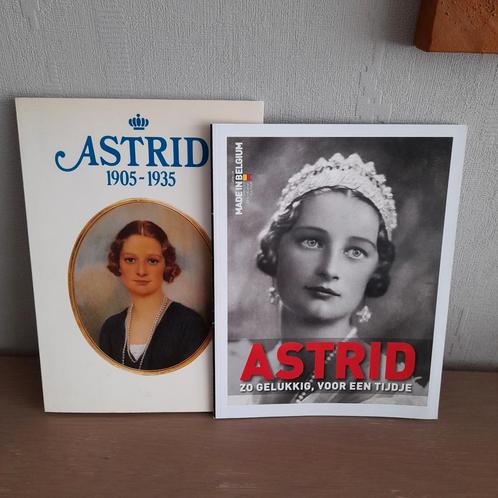 ASTRID
1905-1935
MADE IN BELGIUM
ASTRID
ZO GELUKKIG, VOOR EEN TIJDJE